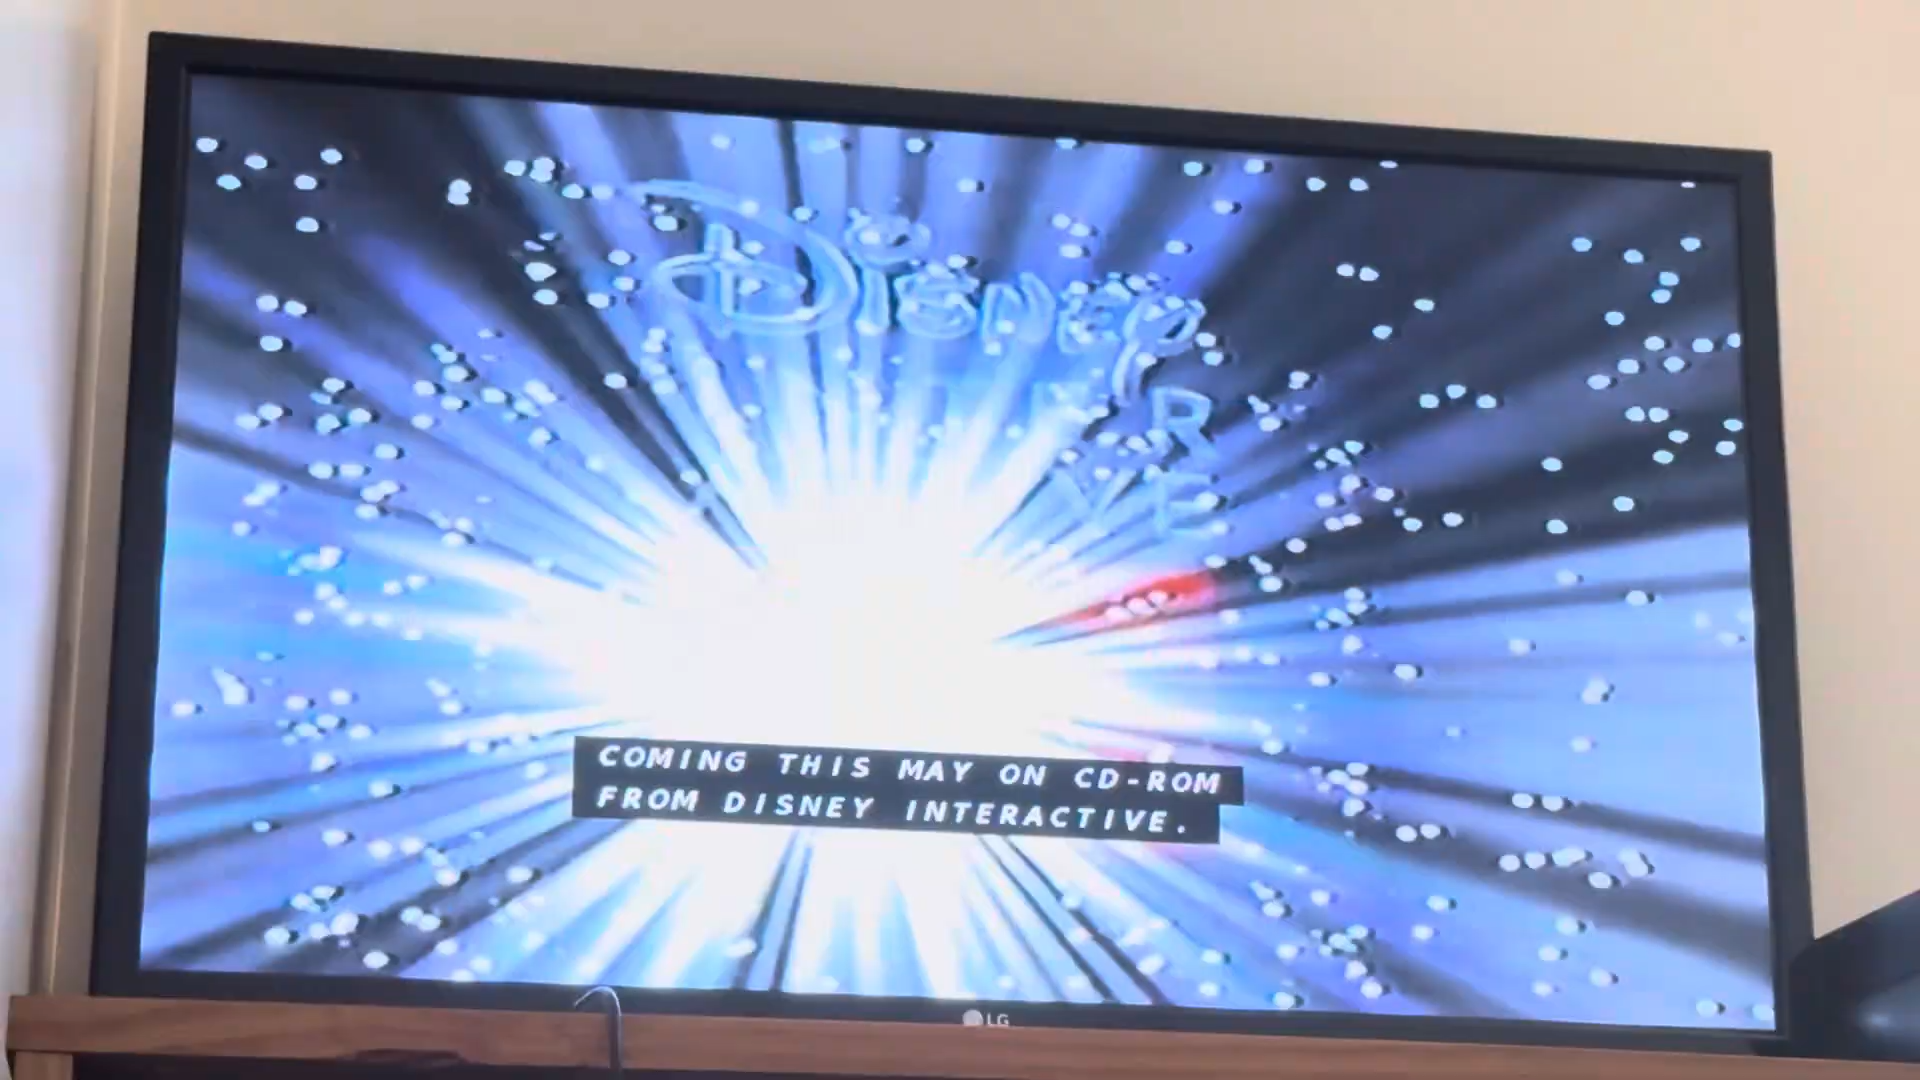 Disney
COMING THIS MAY ON CD-ROM
FROM DISNEY INTERACTIVE.
LG